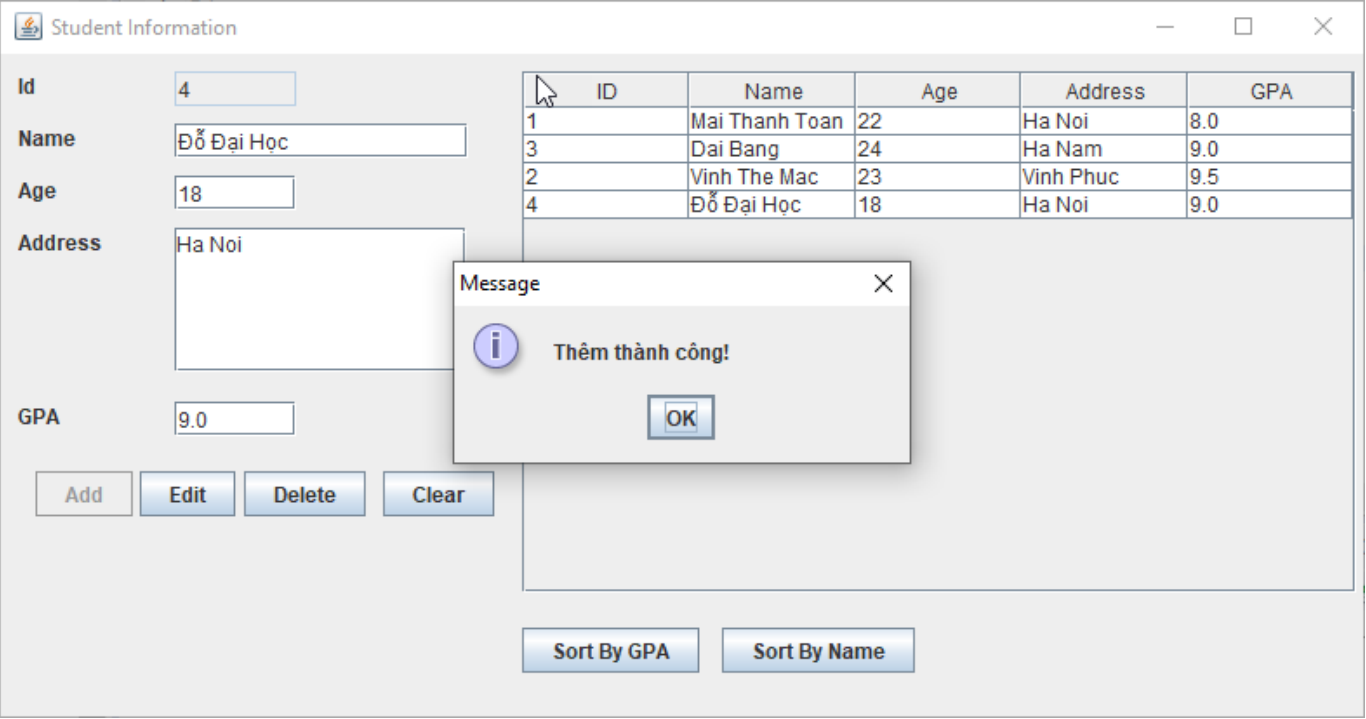 Student Information
Id 4
Name Đỗ Đại Học
Age 18
Address Ha Noi
GPA 9.0
Add Edit Delete Clear
ID Name Age Address GPA
1 Mai Thanh Toan 22 Ha Noi 8.0
3 Dai Bang 24 Ha Nam 9.0
2 Vinh The Mac 23 Vinh Phuc 9.5
4 Đỗ Đại Học 18 Ha Noi 9.0
Message
Thêm thành công!
OK
Sort By GPA Sort By Name